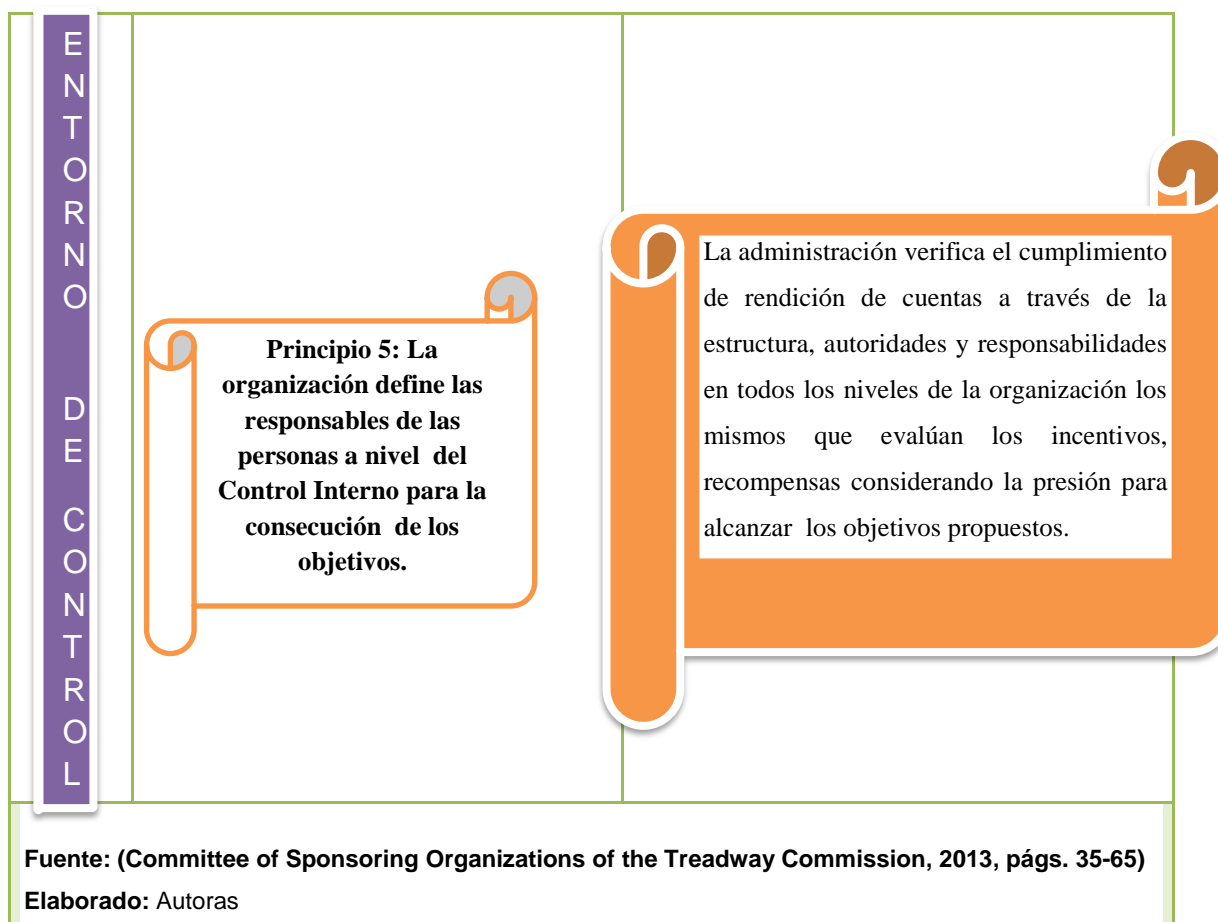 ENTORNO DE CONTROL
Principio 5: La
organización define las
responsables de las
personas a nivel del
Control Interno para la
consecución de los
objetivos.
La administración verifica el cumplimiento
de rendición de cuentas a través de la
estructura, autoridades y responsabilidades
en todos los niveles de la organización los
mismos que evalúan los incentivos,
recompensas considerando la presión para
alcanzar los objetivos propuestos.
Fuente: (Committee of Sponsoring Organizations of the Treadway Commission, 2013, págs. 35-65)
Elaborado: Autoras